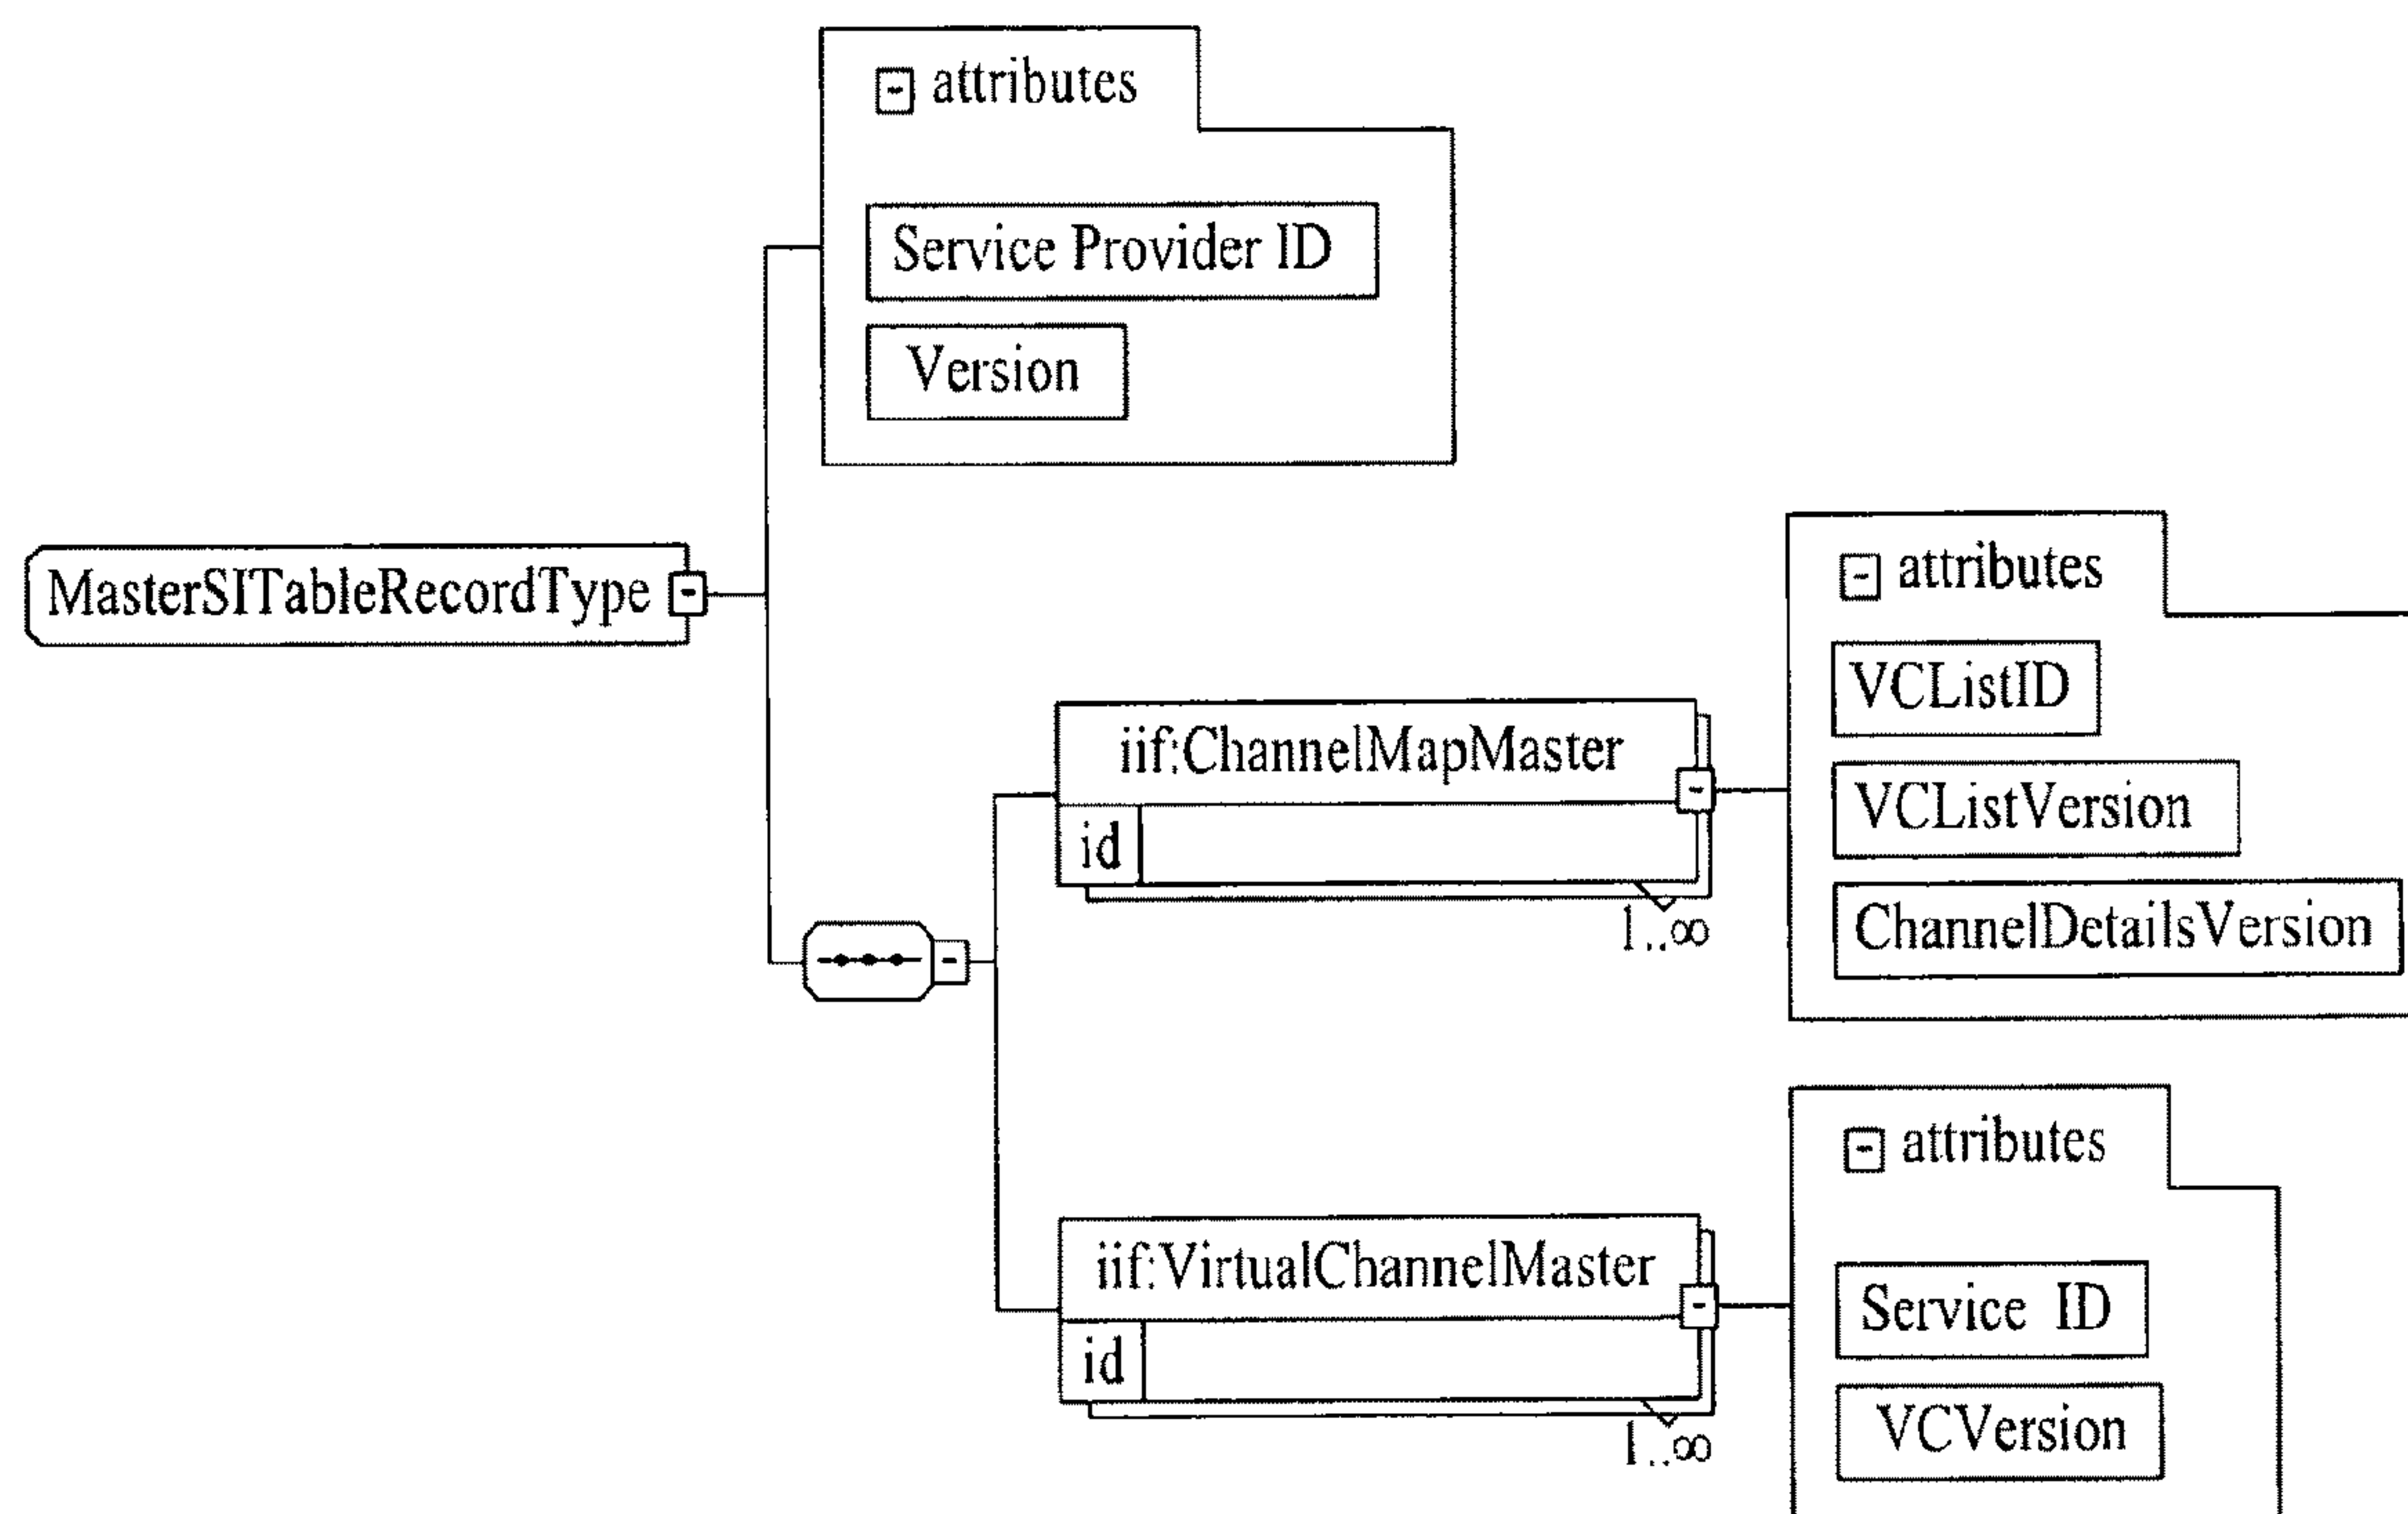 attributes
Service Provider ID
Version
MasterSITableRecordType
attributes
VCListID
VCListVersion
ChannelDetailsVersion
iif:ChannelMapMaster
id
1..∞
attributes
Service ID
VCVersion
iif:VirtualChannelMaster
id
1..∞